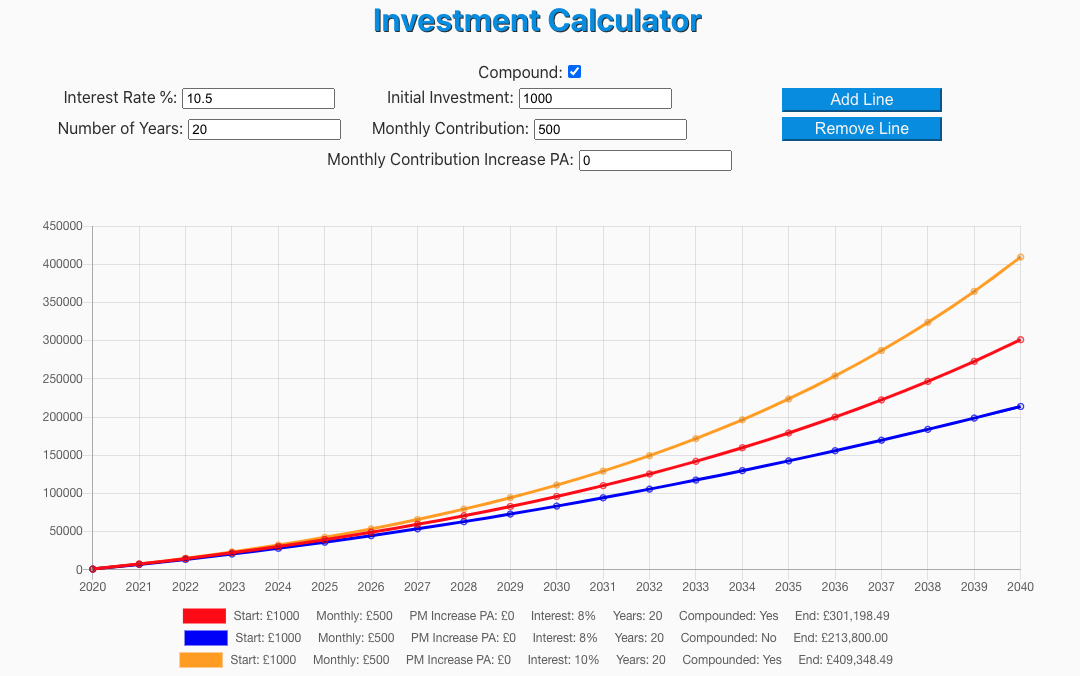 Investment Calculator
Compound:
Interest Rate %: 10.5 Initial Investment: 1000 Add Line
Number of Years: 20 Monthly Contribution: 500 Remove Line
Monthly Contribution Increase PA: 0
450000
400000
350000
300000
250000
200000
150000
100000
50000
0
2020 2021 2022 2023 2024 2025 2026 2027 2028 2029 2030 2031 2032 2033 2034 2035 2036 2037 2038 2039 2040
Start: £1000 Monthly: £500 PM Increase PA: £0 Interest: 8% Years: 20 Compounded: Yes End: £301,198.49
Start: £1000 Monthly: £500 PM Increase PA: £0 Interest: 8% Years: 20 Compounded: No End: £213,800.00
Start: £1000 Monthly: £500 PM Increase PA: £0 Interest: 10% Years: 20 Compounded: Yes End: £409,348.49